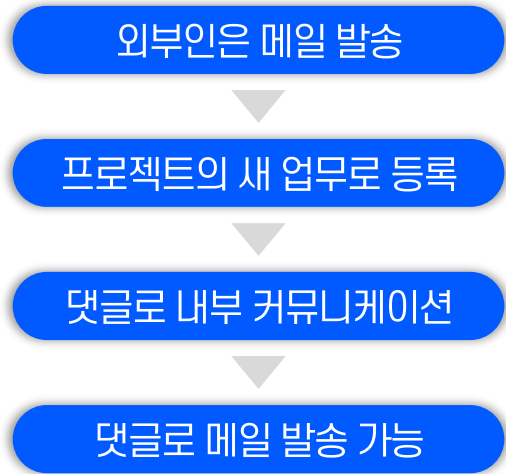 외부인은 메일 발송
프로젝트의 새 업무로 등록
댓글로 내부 커뮤니케이션
댓글로 메일 발송 가능